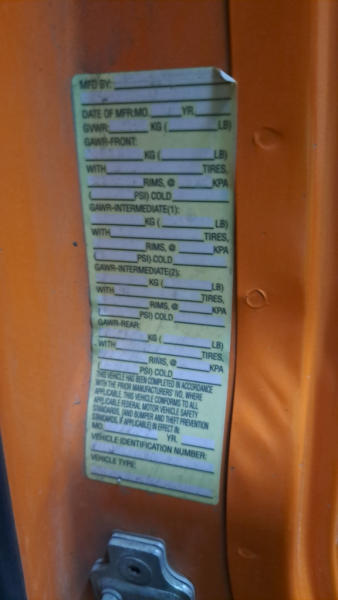 MFD BY:
DATE OF MFR:MO. YR.
GVWR: KG ( LB)
GAWR-FRONT:
KG ( LB)
WITH TIRES,
RIMS, @ KPA
( PSI) COLD
GAWR-INTERMEDIATE(1):
KG ( LB)
WITH TIRES,
RIMS, @ KPA
( PSI) COLD
GAWR-INTERMEDIATE(2):
KG ( LB)
WITH TIRES,
RIMS, @ KPA
( PSI) COLD
GAWR-REAR:
KG ( LB)
WITH TIRES,
RIMS, @ KPA
( PSI) COLD
THIS VEHICLE HAS BEEN COMPLETED IN ACCORDANCE
WITH THE PRIOR MANUFACTURERS' IVD, WHERE
APPLICABLE. THIS VEHICLE CONFORMS TO ALL
APPLICABLE FEDERAL MOTOR VEHICLE SAFETY
STANDARDS, (AND BUMPER AND THEFT PREVENTION
STANDARDS, IF APPLICABLE) IN EFFECT IN:
MO. YR.
VEHICLE IDENTIFICATION NUMBER:
VEHICLE TYPE: